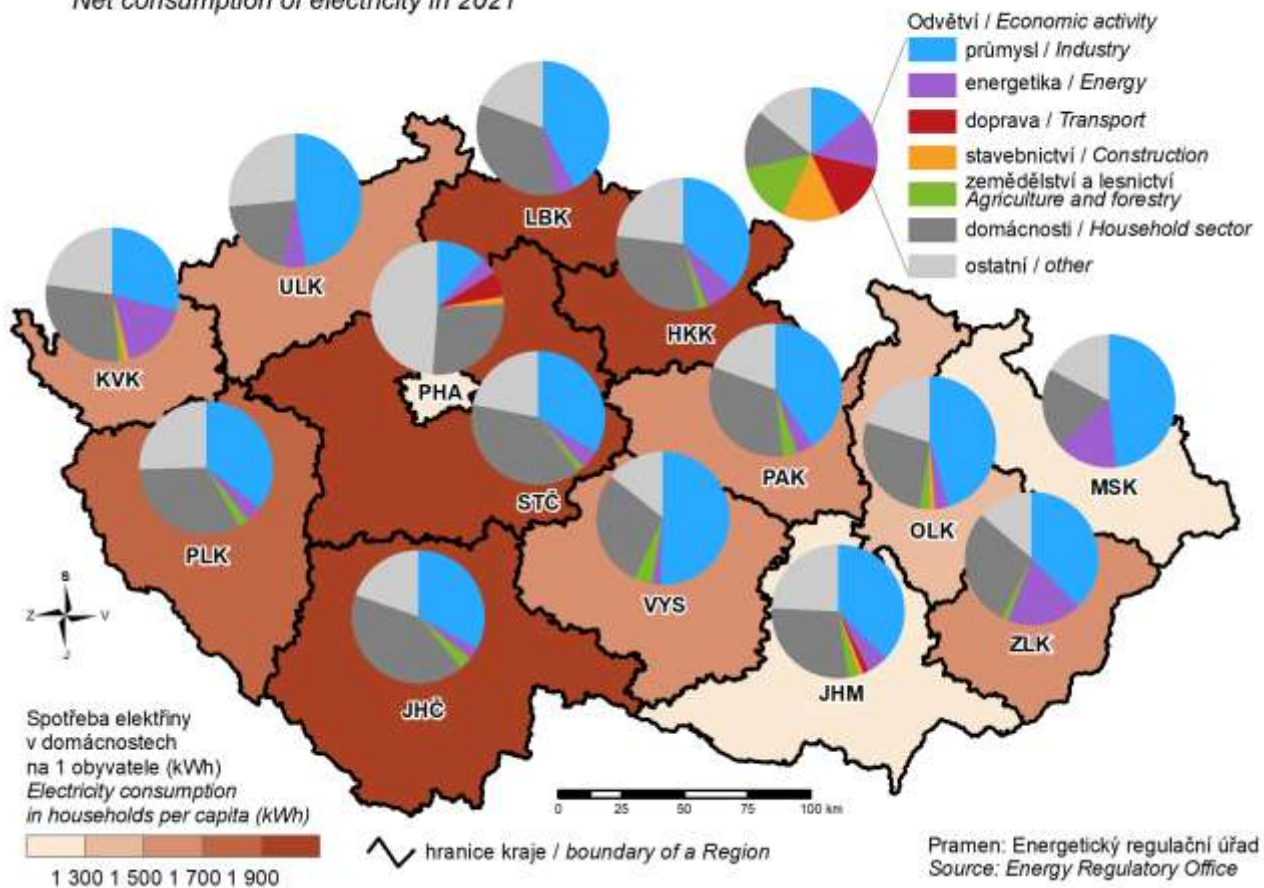 Net consumption of electricity in 2021
Odvětví / Economic activity
průmysl / Industry
energetika / Energy
doprava / Transport
stavebnictví / Construction
zemědělství a lesnictví
Agriculture and forestry
domácnosti / Household sector
ostatní / other
LBK
ULK
HKK
KVK
PHA
PAK
MSK
STČ
OLK
PLK
VYS
ZLK
JHM
JHČ
S
Z V
J
Spotřeba elektřiny
v domácnostech
na 1 obyvatele (kWh)
Electricity consumption
in households per capita (kWh)
1 300 1 500 1 700 1 900
0 25 50 75 100 km
hranice kraje / boundary of a Region
Pramen: Energetický regulační úřad
Source: Energy Regulatory Office